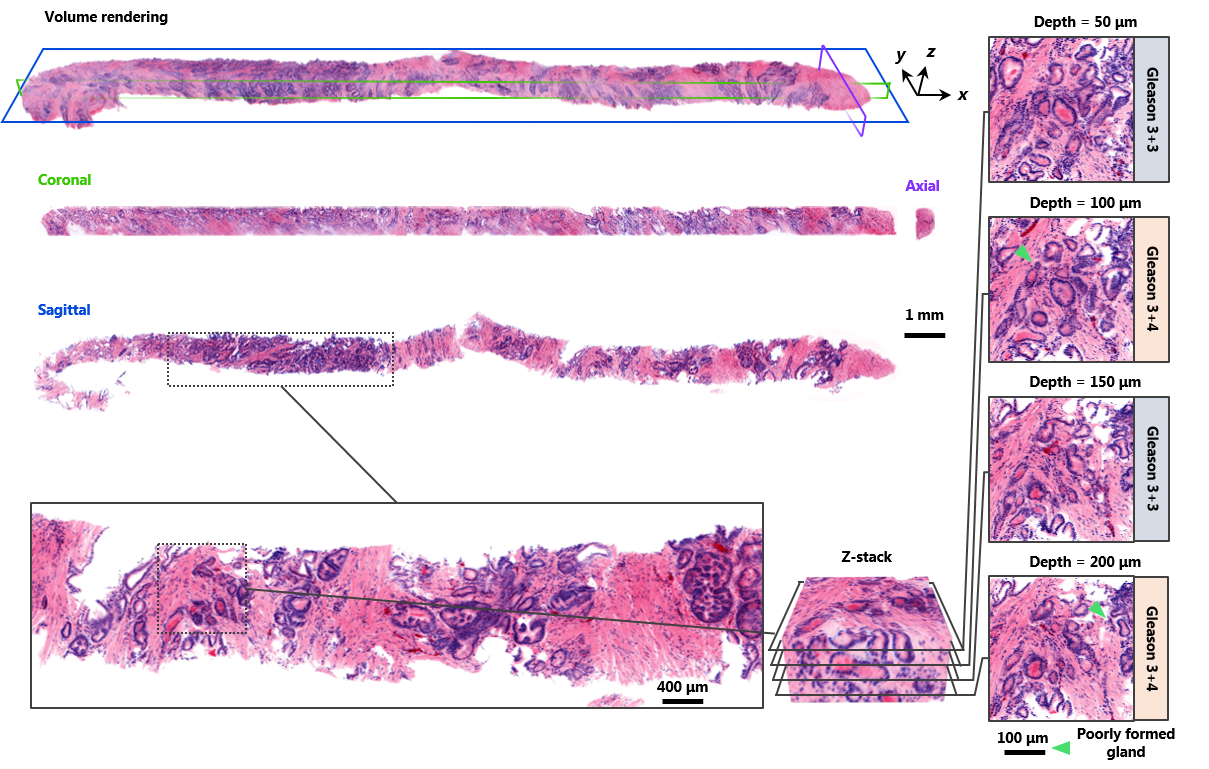 Volume rendering
y
z
x
Coronal
Axial
Sagittal
1 mm
400 µm
Z-stack
Depth = 50 µm
Gleason 3+3
Depth = 100 µm
Gleason 3+4
Depth = 150 µm
Gleason 3+3
Depth = 200 µm
Gleason 3+4
100 µm
Poorly formed
gland